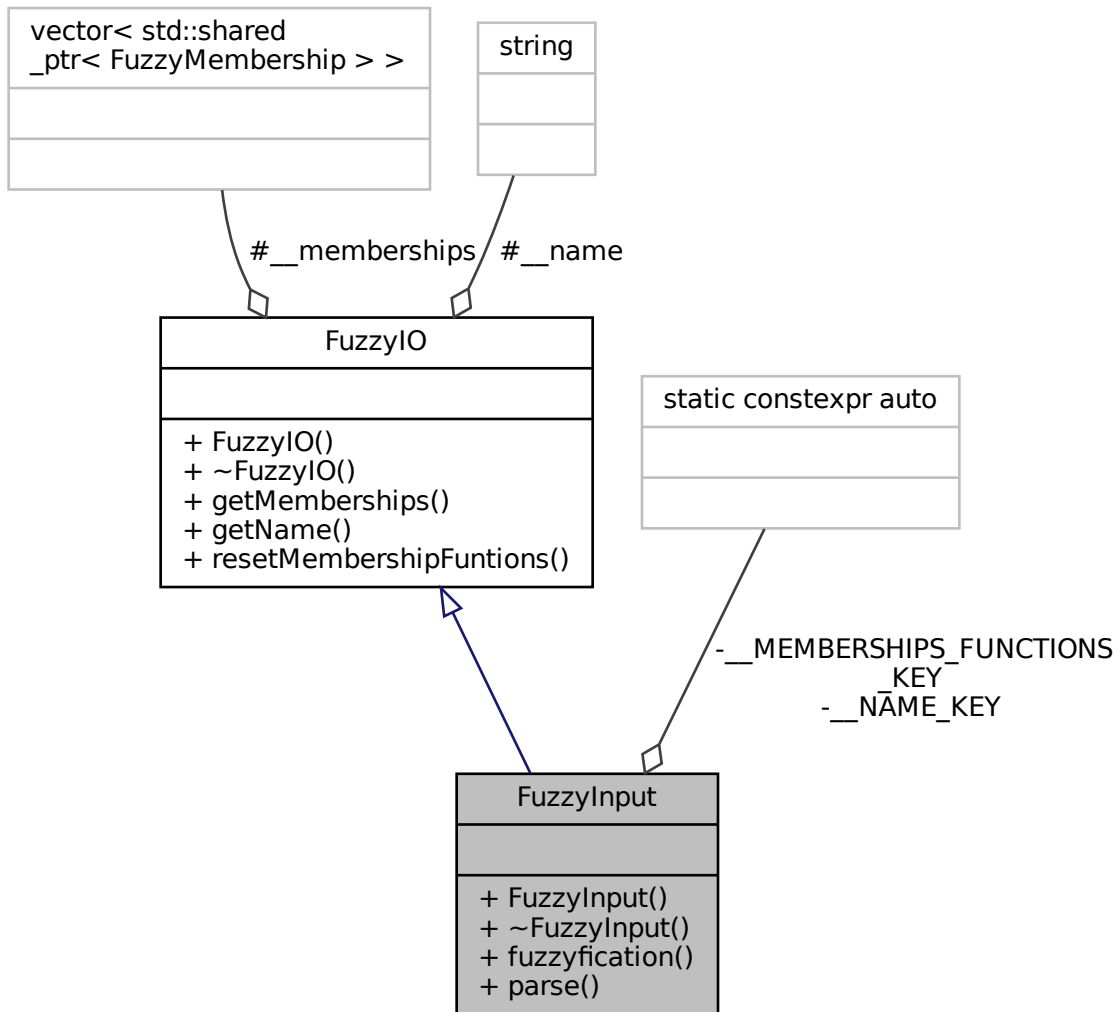 vector< std::shared
_ptr< FuzzyMembership > >
string
#__memberships
#__name
FuzzyIO
+ FuzzyIO()
+ ~FuzzyIO()
+ getMemberships()
+ getName()
+ resetMembershipFuntions()
static constexpr auto
-__MEMBERSHIPS_FUNCTIONS
_KEY
-__NAME_KEY
FuzzyInput
+ FuzzyInput()
+ ~FuzzyInput()
+ fuzzyfication()
+ parse()